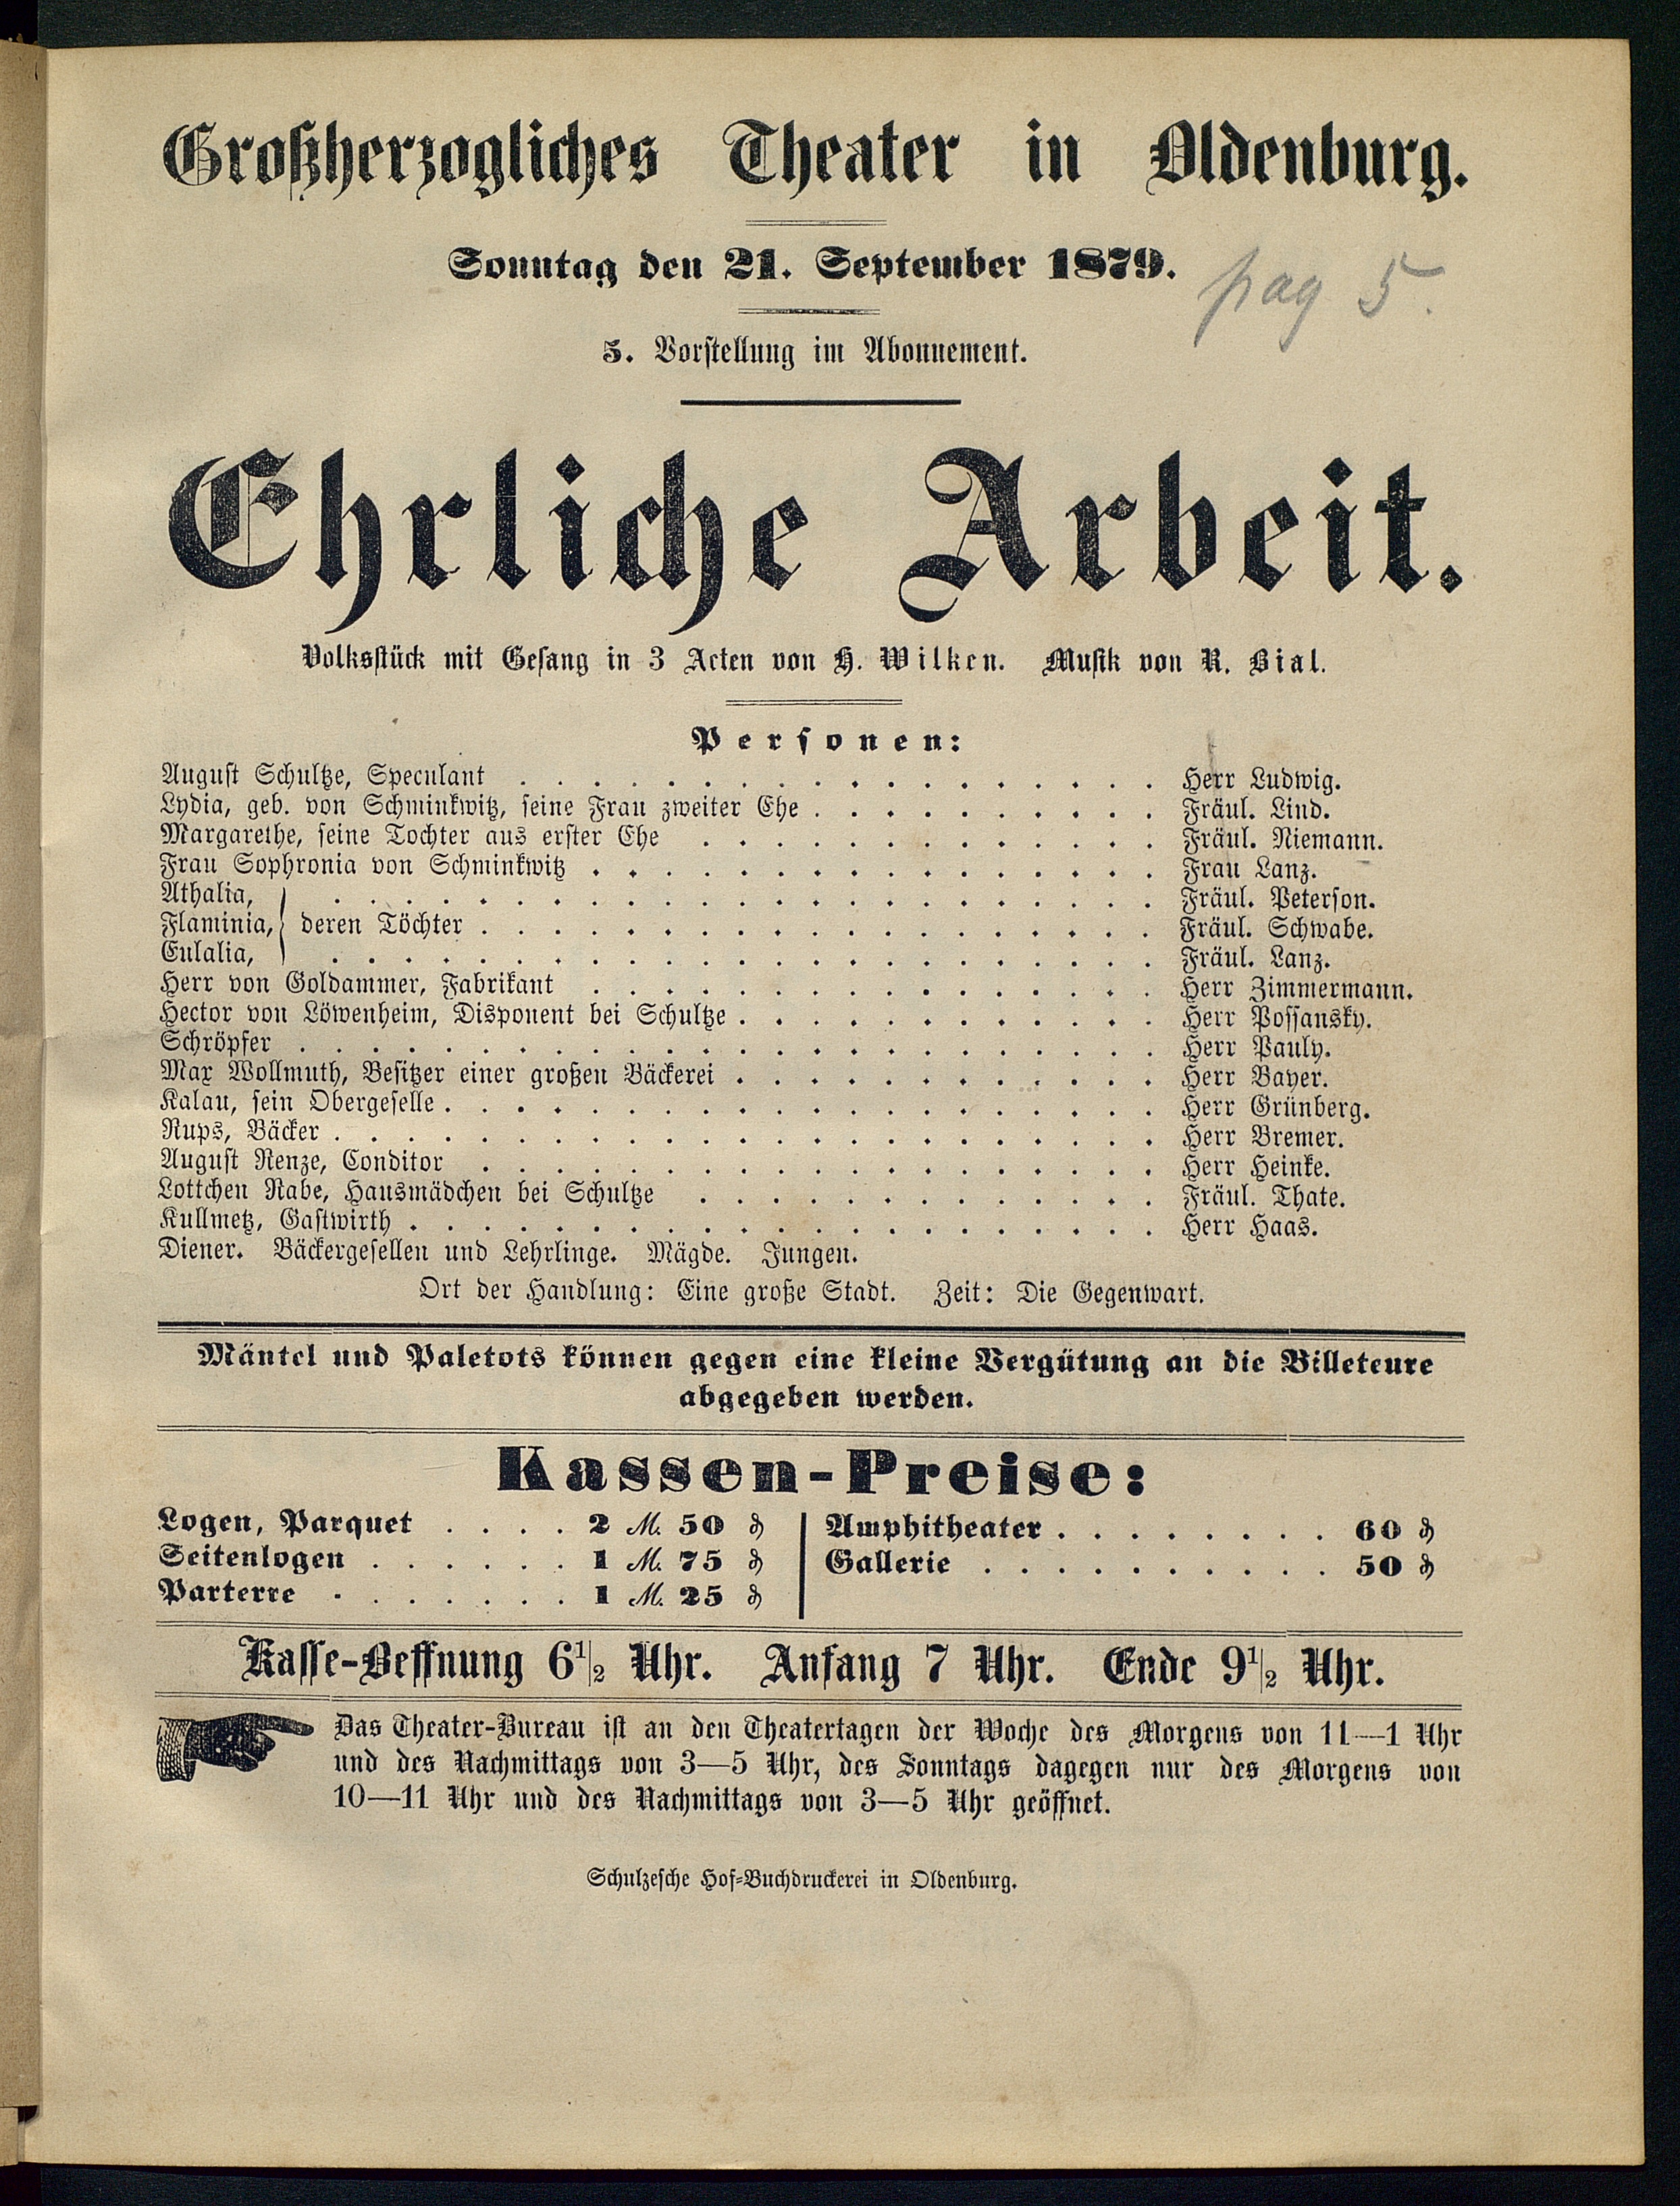 Großherzogliches Theater in Oldenburg.
Sonntag den 21. September 1879.
pag 5.
5. Vorstellung im Abonnement.
Ehrliche Arbeit.
Volksstück mit Gesang in 3 Acten von H. Wilken. Musik von R. Bial.
Personen:
August Schultze, Speculant . . . . . . . . . . . . . . . . . . Herr Ludwig.
Lydia, geb. von Schminkwitz, seine Frau zweiter Ehe . . . . . . . . . . Fräul. Lind.
Margarethe, seine Tochter aus erster Ehe . . . . . . . . . . . . . Fräul. Niemann.
Frau Sophronia von Schminkwitz . . . . . . . . . . . . . . . . Frau Lanz.
Athalia, . . . . . . . . . . . . . . . . . . . . . . . Fräul. Peterson.
Flaminia, deren Töchter . . . . . . . . . . . . . . . . . . . Fräul. Schwabe.
Eulalia, . . . . . . . . . . . . . . . . . . . . . . . Fräul. Lanz.
Herr von Goldammer, Fabrikant . . . . . . . . . . . . . . . . Herr Zimmermann.
Hector von Löwenheim, Disponent bei Schultze . . . . . . . . . . . . Herr Possansky.
Schröpfer . . . . . . . . . . . . . . . . . . . . . . . . Herr Pauly.
Max Wollmuth, Besitzer einer großen Bäckerei . . . . . . . . . . . . Herr Bayer.
Kalau, sein Obergeselle . . . . . . . . . . . . . . . . . . . . Herr Grünberg.
Rups, Bäcker . . . . . . . . . . . . . . . . . . . . . . . Herr Bremer.
August Renze, Conditor . . . . . . . . . . . . . . . . . . . Herr Heinke.
Lottchen Rabe, Hausmädchen bei Schultze . . . . . . . . . . . . . Fräul. Thate.
Kullmetz, Gastwirth . . . . . . . . . . . . . . . . . . . . . Herr Haas.
Diener. Bäckergesellen und Lehrlinge. Mägde. Jungen.
Ort der Handlung: Eine große Stadt. Zeit: Die Gegenwart.
Mäntel und Paletots können gegen eine kleine Vergütung an die Billeteure
abgegeben werden.
Kassen-Preise:
Logen, Parquet . . . . 2 M. 50 ₰
Seitenlogen . . . . . . 1 M. 75 ₰
Parterre . . . . . . . 1 M. 25 ₰
Amphitheater . . . . . . . . 60 ₰
Gallerie . . . . . . . . . . 50 ₰
Kasse-Oeffnung 6 1/2 Uhr. Anfang 7 Uhr. Ende 9 1/2 Uhr.
Das Theater-Bureau ist an den Theatertagen der Woche des Morgens von 11—1 Uhr
und des Nachmittags von 3—5 Uhr, des Sonntags dagegen nur des Morgens von
10—11 Uhr und des Nachmittags von 3—5 Uhr geöffnet.
Schulzesche Hof-Buchdruckerei in Oldenburg.